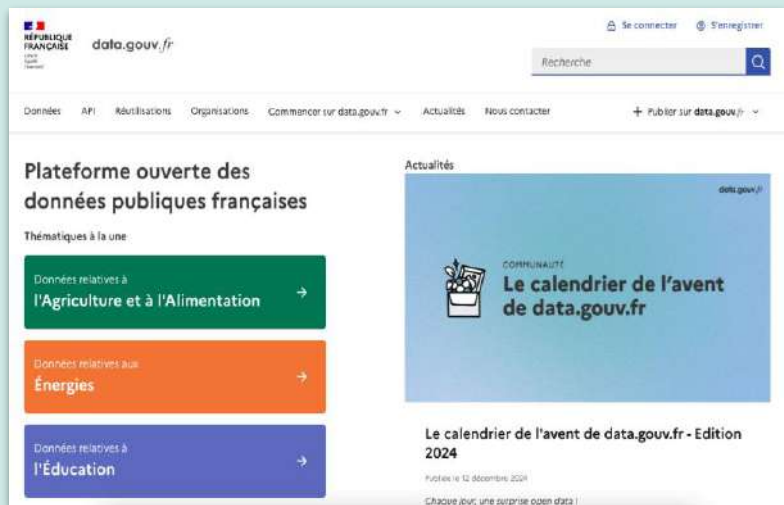 RÉPUBLIQUE
FRANÇAISE
data.gouv.fr
Se connecter
S'enregistrer
Recherche
Données
API
Réutilisations
Organisations
Commencer sur data.gouv.fr
Actualités
Nous contacter
+ Publier sur data.gouv.fr
Plateforme ouverte des
données publiques françaises
Thématiques à la une
Données relatives à
l'Agriculture et à l'Alimentation
Données relatives aux
Énergies
Données relatives à
l'Éducation
Actualités
data.gouv.fr
COMMUNAUTÉ
Le calendrier de l'avent
de data.gouv.fr
Le calendrier de l'avent de data.gouv.fr - Edition
2024
Publié le 12 décembre 2024
Chaque jour, une surprise open data !